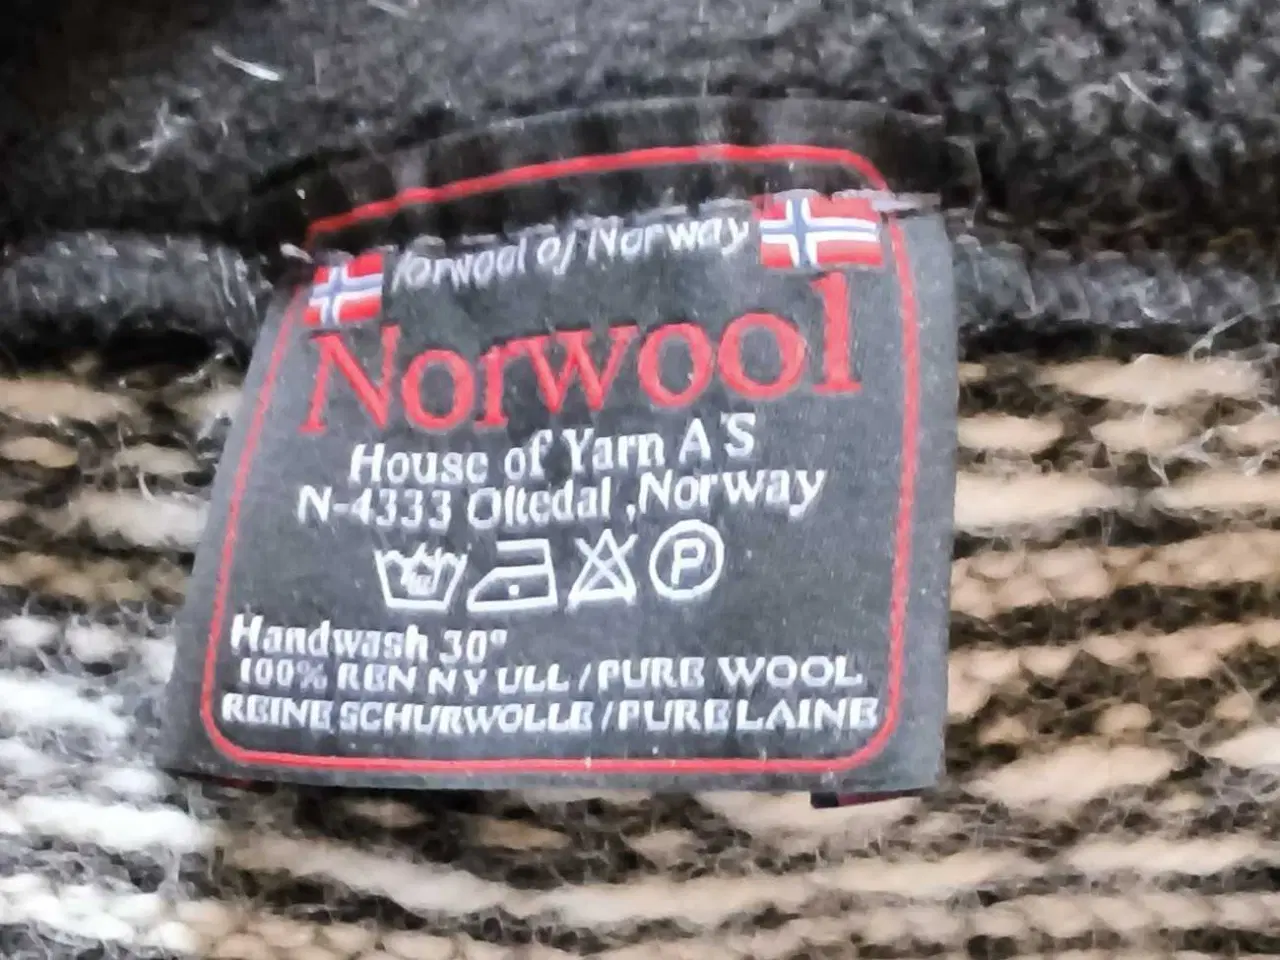 Norwool of Norway
Norwool
House of Yarn A'S
N-4333 Oltedal ,Norway
P
Handwash 30°
100% REN NY ULL / PURE WOOL
REINE SCHURWOLLE / PURE LAINE